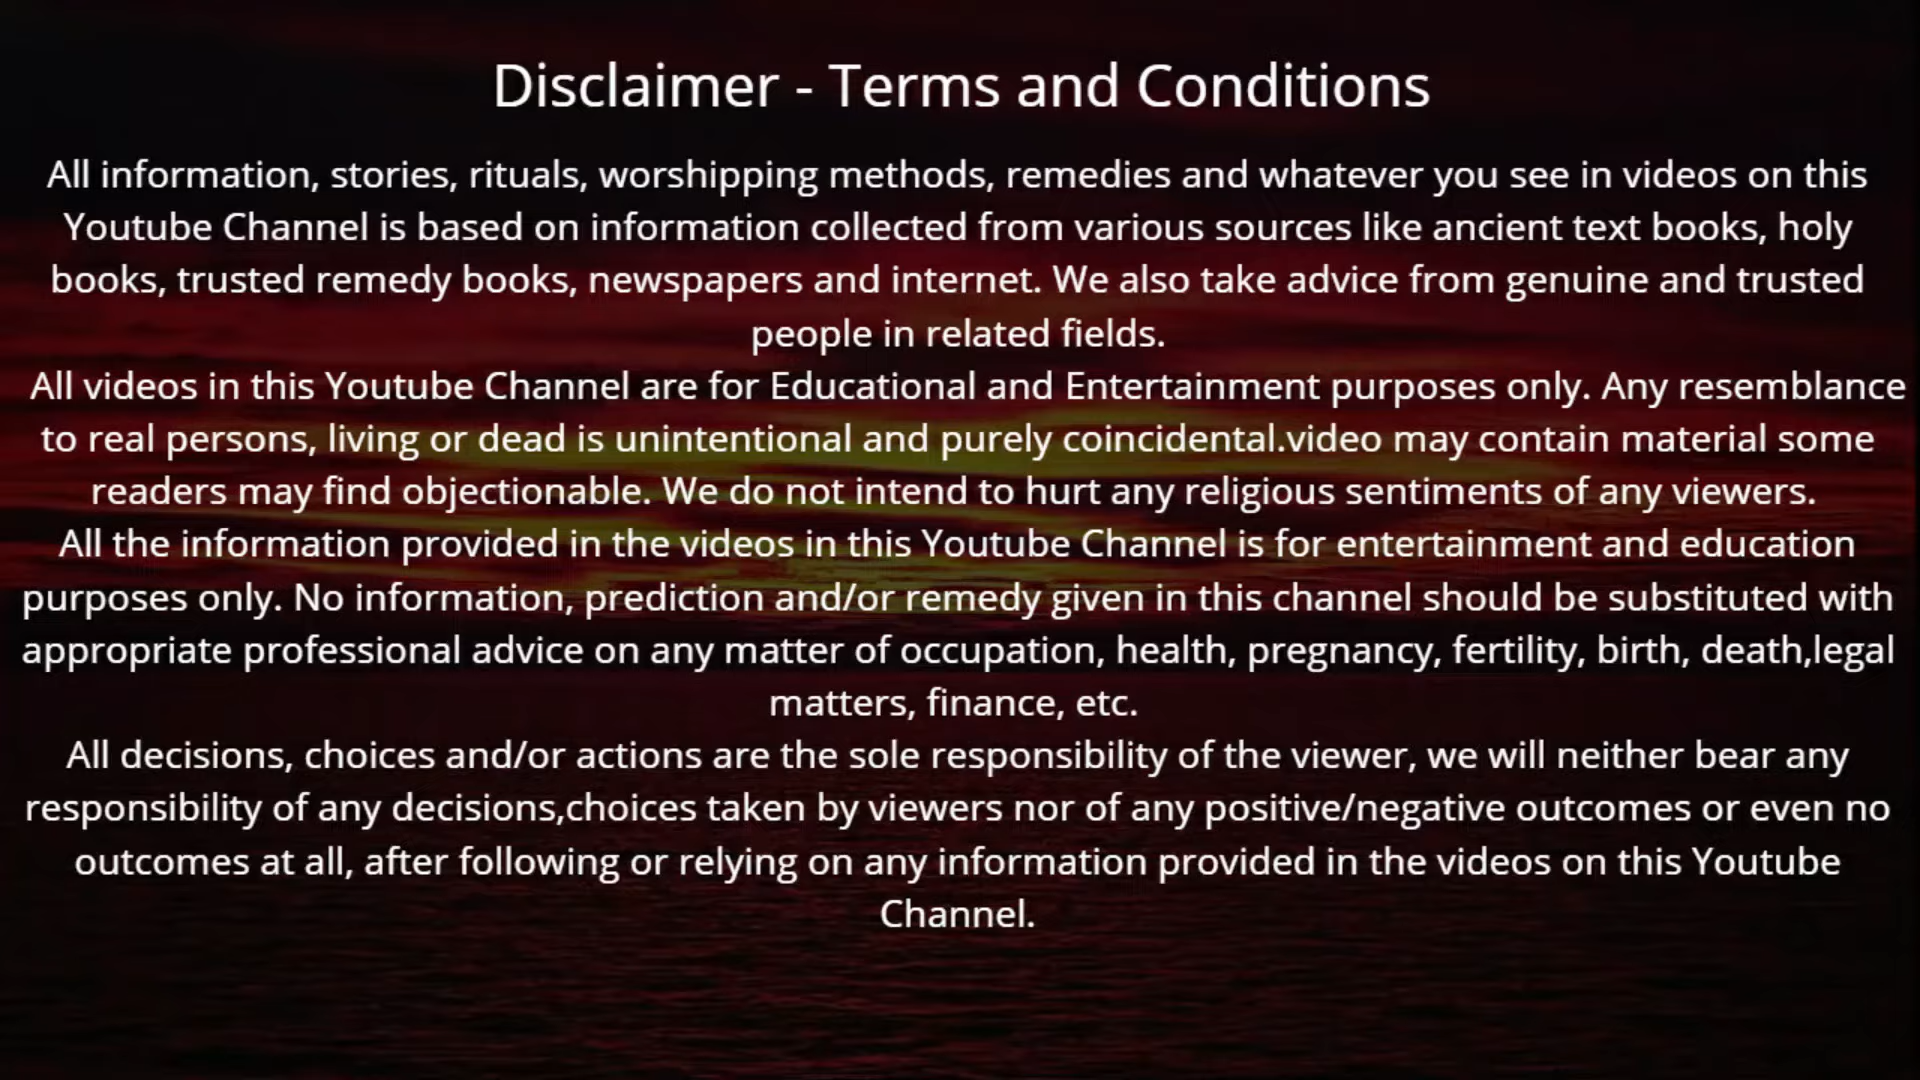 Disclaimer - Terms and Conditions
All information, stories, rituals, worshipping methods, remedies and whatever you see in videos on this
Youtube Channel is based on information collected from various sources like ancient text books, holy
books, trusted remedy books, newspapers and internet. We also take advice from genuine and trusted
people in related fields.
All videos in this Youtube Channel are for Educational and Entertainment purposes only. Any resemblance
to real persons, living or dead is unintentional and purely coincidental.video may contain material some
readers may find objectionable. We do not intend to hurt any religious sentiments of any viewers.
All the information provided in the videos in this Youtube Channel is for entertainment and education
purposes only. No information, prediction and/or remedy given in this channel should be substituted with
appropriate professional advice on any matter of occupation, health, pregnancy, fertility, birth, death,legal
matters, finance, etc.
All decisions, choices and/or actions are the sole responsibility of the viewer, we will neither bear any
responsibility of any decisions,choices taken by viewers nor of any positive/negative outcomes or even no
outcomes at all, after following or relying on any information provided in the videos on this Youtube
Channel.